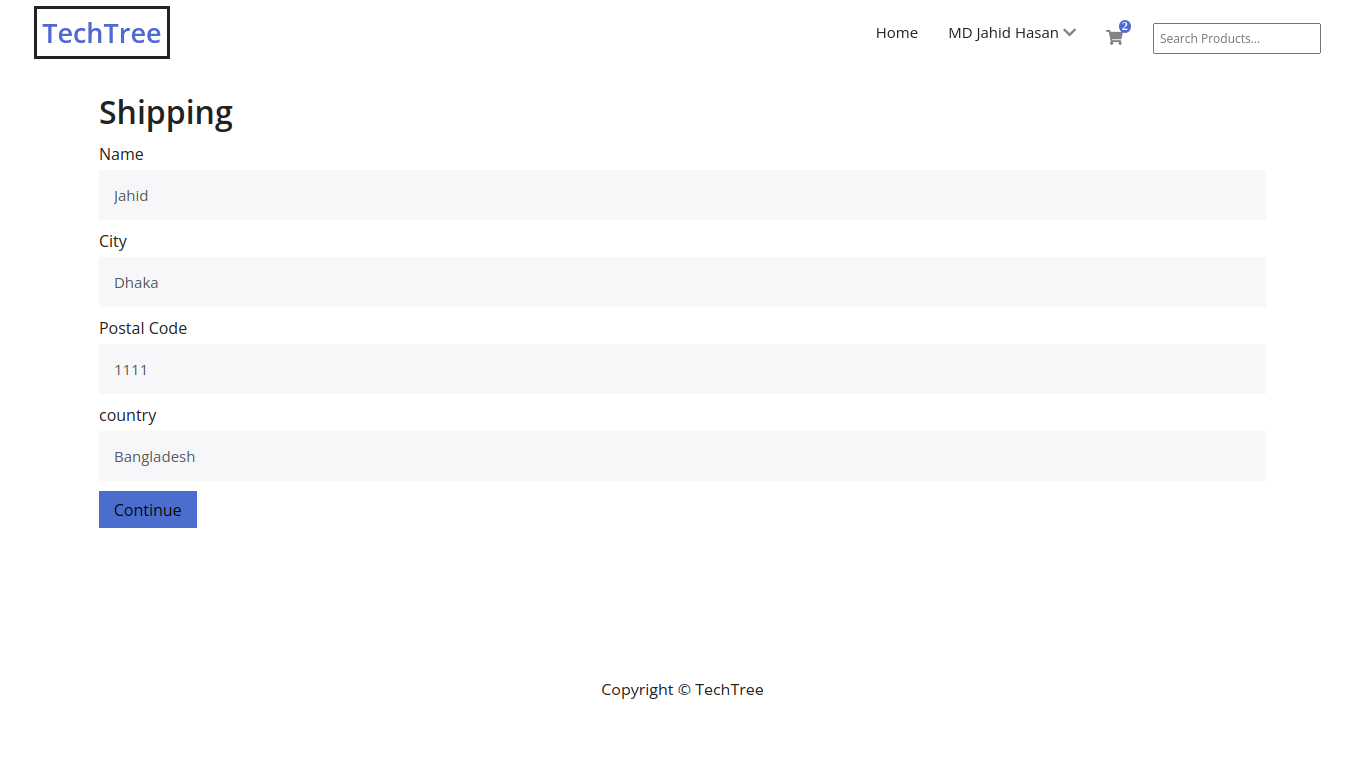 TechTree
Home
MD Jahid Hasan
2
Search Products...
Shipping
Name
Jahid
City
Dhaka
Postal Code
1111
country
Bangladesh
Continue
Copyright © TechTree